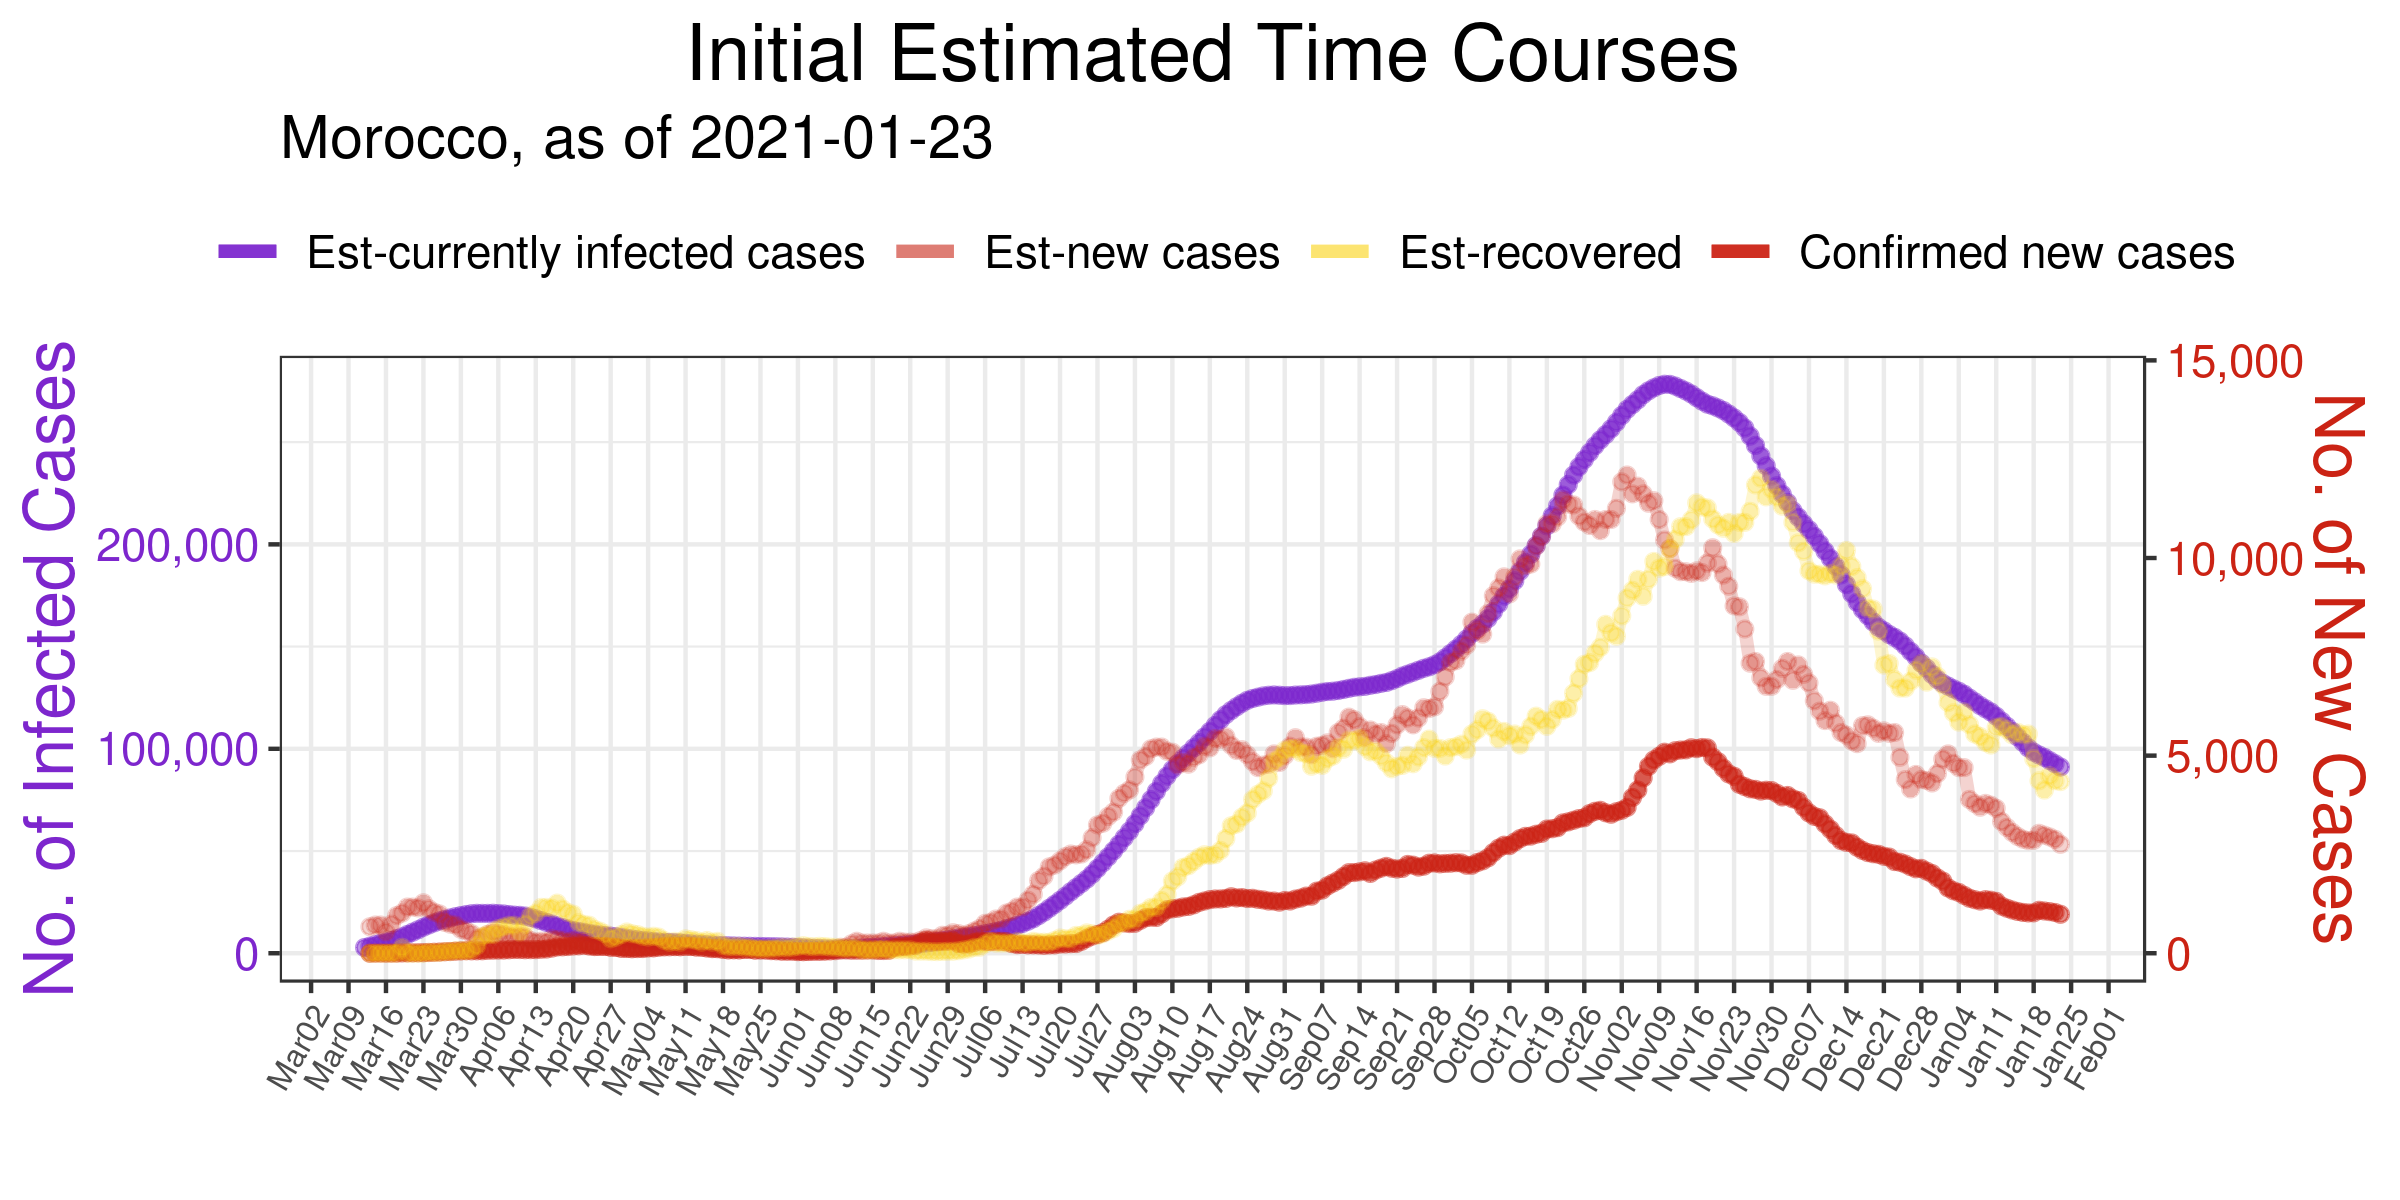 Initial Estimated Time Courses
Morocco, as of 2021-01-23
Est-currently infected cases Est-new cases Est-recovered Confirmed new cases
No. of Infected Cases
200,000
100,000
0
15,000
10,000
5,000
0
No. of New Cases
Mar02 Mar09 Mar16 Mar23 Mar30 Apr06 Apr13 Apr20 Apr27 May04 May11 May18 May25 Jun01 Jun08 Jun15 Jun22 Jun29 Jul06 Jul13 Jul20 Jul27 Aug03 Aug10 Aug17 Aug24 Aug31 Sep07 Sep14 Sep21 Sep28 Oct05 Oct12 Oct19 Oct26 Nov02 Nov09 Nov16 Nov23 Nov30 Dec07 Dec14 Dec21 Dec28 Jan04 Jan11 Jan18 Jan25 Feb01